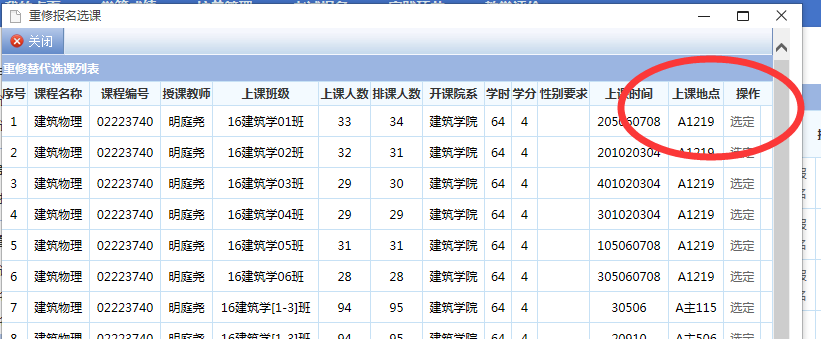 重修报名选课
关闭
重修替代选课列表
序号 课程名称 课程编号 授课教师 上课班级 上课人数 排课人数 开课院系 学时 学分 性别要求 上课时间 上课地点 操作
1 建筑物理 02223740 明庭尧 16建筑学01班 33 34 建筑学院 64 4 205060708 A1219 选定
2 建筑物理 02223740 明庭尧 16建筑学02班 32 31 建筑学院 64 4 201020304 A1219 选定
3 建筑物理 02223740 明庭尧 16建筑学03班 29 30 建筑学院 64 4 401020304 A1219 选定
4 建筑物理 02223740 明庭尧 16建筑学04班 29 29 建筑学院 64 4 301020304 A1219 选定
5 建筑物理 02223740 明庭尧 16建筑学05班 31 31 建筑学院 64 4 105060708 A1219 选定
6 建筑物理 02223740 明庭尧 16建筑学06班 28 28 建筑学院 64 4 305060708 A1219 选定
7 建筑物理 02223740 明庭尧 16建筑学[1-3]班 94 95 建筑学院 64 4 30506 A主115 选定
8 建筑物理 02223740 明庭尧 16建筑学[1-3]班 94 95 建筑学院 64 4 20910 A主506 选定